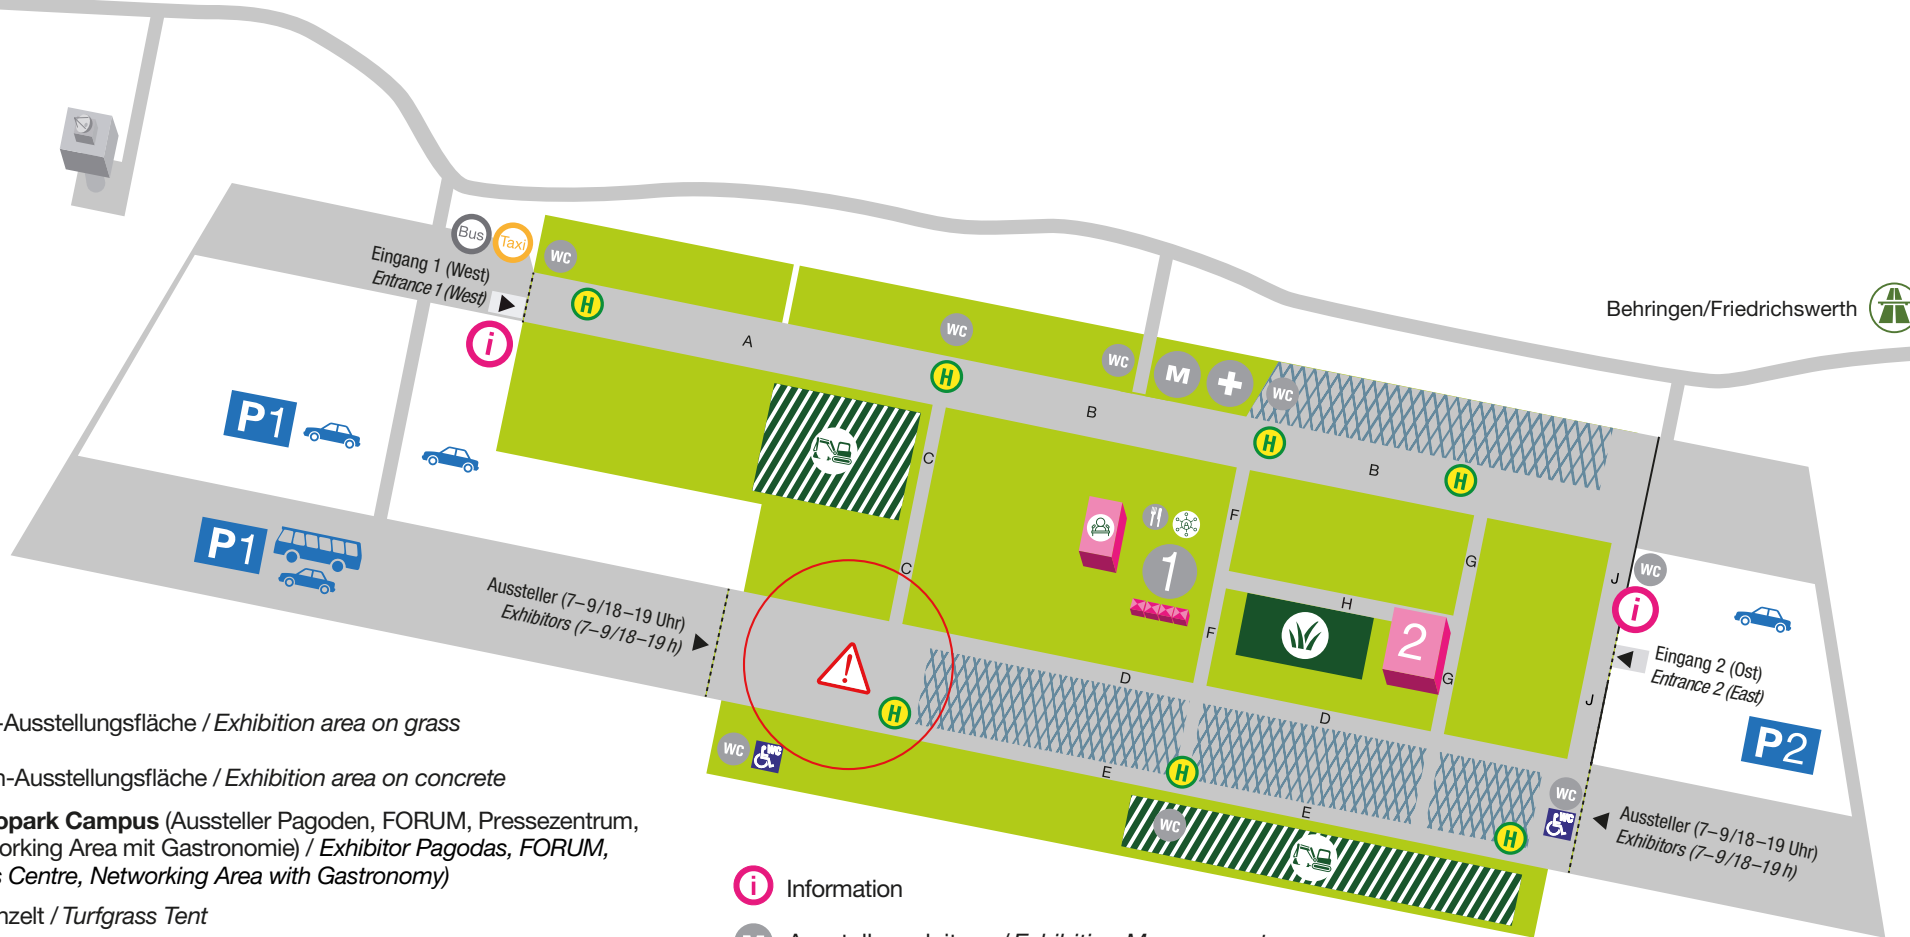 Bus
Taxi
WC
Eingang 1 (West)
Entrance 1 (West)
H
i
A
WC
H
WC
M
WC
B
H
B
H
Behringen/Friedrichswerth
P1
C
C
F
F
G
G
H
1
2
P1
Aussteller (7–9/18–19 Uhr)
Exhibitors (7–9/18–19 h)
J
J
WC
i
Eingang 2 (Ost)
Entrance 2 (East)
P2
D
D
H
WC
WC
E
H
E
WC
WC
WC
H
Aussteller (7–9/18–19 Uhr)
Exhibitors (7–9/18–19 h)
-Ausstellungsfläche / Exhibition area on grass
n-Ausstellungsfläche / Exhibition area on concrete
opark Campus (Aussteller Pagoden, FORUM, Pressezentrum,
orking Area mit Gastronomie) / Exhibitor Pagodas, FORUM,
s Centre, Networking Area with Gastronomy)
nzelt / Turfgrass Tent
i Information